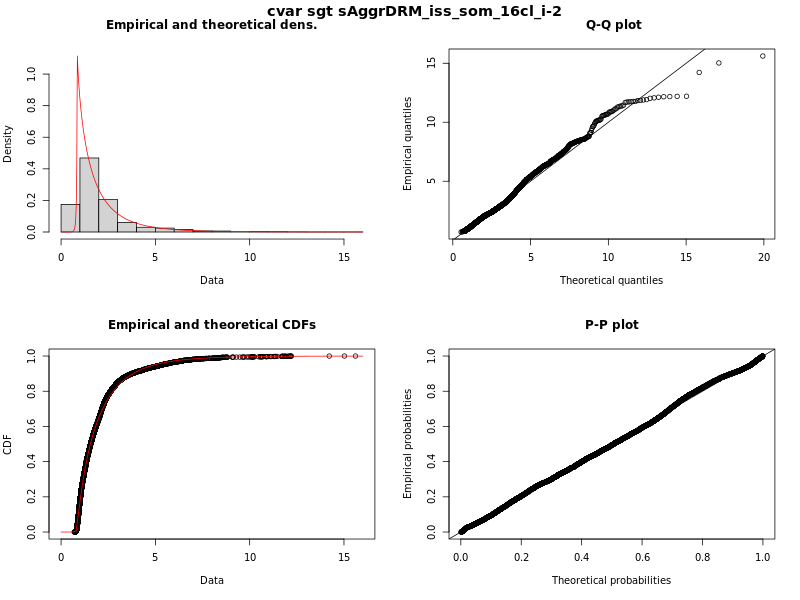 cvar sgt sAggrDRM_iss_som_16cl_i-2
Empirical and theoretical dens.
Density
0.0 0.2 0.4 0.6 0.8 1.0
0 5 10 15
Data
Q-Q plot
Empirical quantiles
5 10 15
0 5 10 15 20
Theoretical quantiles
Empirical and theoretical CDFs
CDF
0.0 0.2 0.4 0.6 0.8 1.0
0 5 10 15
Data
P-P plot
Empirical probabilities
0.0 0.2 0.4 0.6 0.8 1.0
0.0 0.2 0.4 0.6 0.8 1.0
Theoretical probabilities